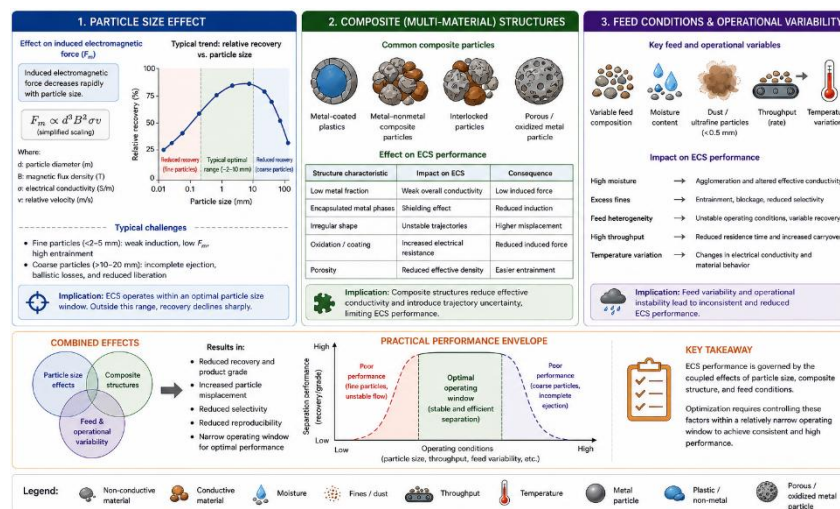 1. PARTICLE SIZE EFFECT
Effect on induced electromagnetic
force (Fm)
Induced electromagnetic
force decreases rapidly
with particle size.
Fm ∝ d³B²σv
(simplified scaling)
Where:
d: particle diameter (m)
B: magnetic flux density (T)
σ: electrical conductivity (S/m)
v: relative velocity (m/s)
Typical trend: relative recovery
vs. particle size
Relative recovery (%)
100
75
50
25
0
Reduced recovery
(fine particles)
Typical optimal
range (~2–10 mm)
Reduced recovery
(coarse particles)
0.01 0.1 1 10 100
Particle size (mm)
Typical challenges
• Fine particles (<2–5 mm): weak induction, low Fm,
high entrainment
• Coarse particles (>10–20 mm): incomplete ejection,
ballistic losses, and reduced liberation
Implication: ECS operates within an optimal particle size
window. Outside this range, recovery declines sharply.
2. COMPOSITE (MULTI-MATERIAL) STRUCTURES
Common composite particles
Metal-coated
plastics
Metal–nonmetal
composite
particles
Interlocked
particles
Porous /
oxidized metal
particle
Effect on ECS performance
Structure characteristic Impact on ECS Consequence
Low metal fraction Weak overall conductivity Low induced force
Encapsulated metal phases Shielding effect Reduced induction
Irregular shape Unstable trajectories Higher misplacement
Oxidation / coating Increased electrical resistance Reduced induced force
Porosity Reduced effective density Easier entrainment
Implication: Composite structures reduce effective
conductivity and introduce trajectory uncertainty,
limiting ECS performance.
3. FEED CONDITIONS & OPERATIONAL VARIABILITY
Key feed and operational variables
Variable feed
composition
Moisture
content
Dust /
ultrafine particles
(<0.5 mm)
Throughput
(rate)
Temperature
Impact on ECS performance
High moisture → Agglomeration and altered effective
Excess fines → Entrainment, blockage, reduced selectivity
Feed heterogeneity → Unstable operating conditions, variable
High throughput → Reduced residence time and increased
Temperature variation → Changes in electrical conductivity and
material behavior
Implication: Feed variability and operational
instability lead to inconsistent and reduced
ECS performance.
COMBINED EFFECTS
Particle size
effects
Composite
structures
Feed &
operational
variability
Results in:
• Reduced recovery and
product grade
• Increased particle
misplacement
• Reduced selectivity
• Reduced reproducibility
• Narrow operating window
for optimal performance
PRACTICAL PERFORMANCE ENVELOPE
Separation performance
(recovery/grade)
High
Low
Poor
performance
(fine particles,
unstable flow)
Optimal
operating
window
(stable and efficient
separation)
Poor
performance
(coarse particles,
incomplete
ejection)
Low
High
Operating conditions
(particle size, throughput, feed variability, etc.)
KEY TAKEAWAY
ECS performance is governed by the
coupled effects of particle size, composite
structure, and feed conditions.
Optimization requires controlling these
factors within a relatively narrow operating
window to achieve consistent and high
performance.
Legend:
Non-conductive
material
Conductive
material
Moisture
Fines / dust
Throughput
Temperature
Metal
particle
Plastic /
non-metal
Porous /
oxidized metal
particle